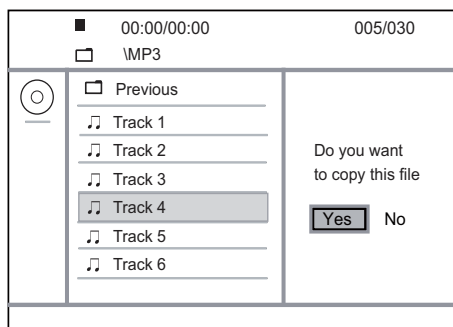 00:00/00:00 005/030
\MP3
Previous
Track 1
Track 2
Track 3
Track 4
Track 5
Track 6
Do you want
to copy this file
Yes No